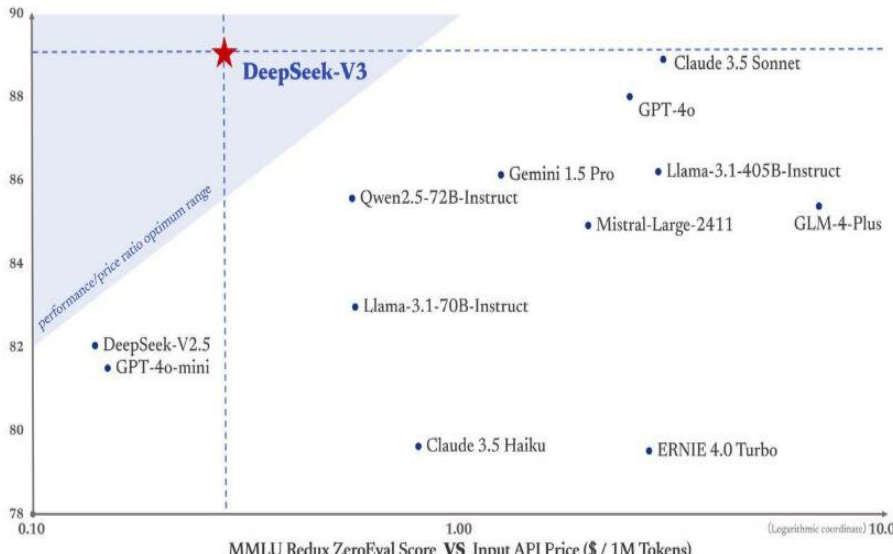 90
DeepSeek-V3
Claude 3.5 Sonnet
88
GPT-4o
86
Gemini 1.5 Pro
Llama-3.1-405B-Instruct
Qwen2.5-72B-Instruct
Mistral-Large-2411
GLM-4-Plus
84
performance/price ratio optimum range
Llama-3.1-70B-Instruct
82
DeepSeek-V2.5
GPT-4o-mini
80
Claude 3.5 Haiku
ERNIE 4.0 Turbo
78
0.10
1.00
(Logarithmic coordinate)
10.0
MMLU Redux ZeroEval Score VS Input API Price ($ / 1M Tokens)